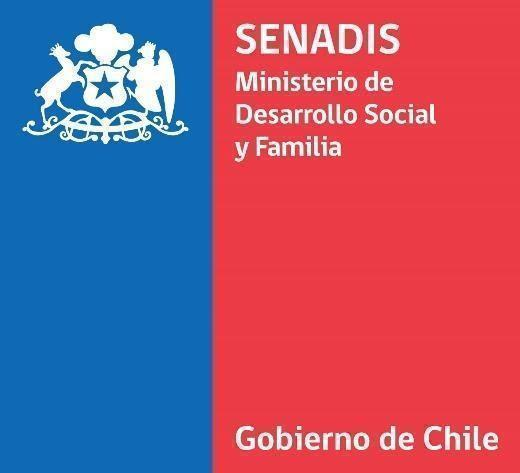 SENADIS
Ministerio de
Desarrollo Social
y Familia
Gobierno de Chile